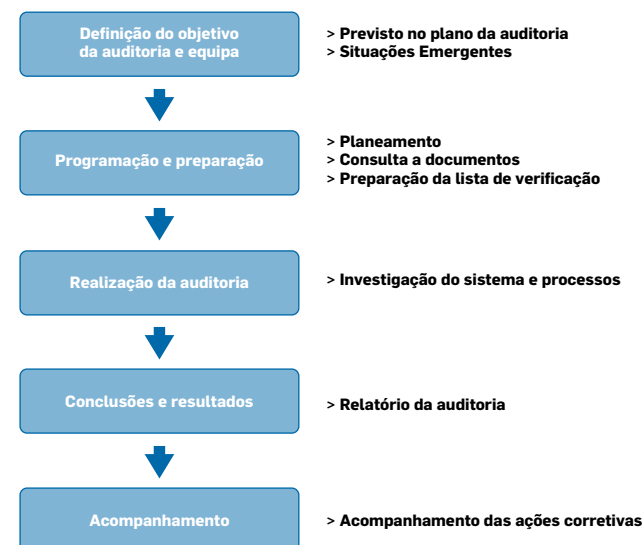 Definição do objetivo
da auditoria e equipa
> Previsto no plano da auditoria
> Situações Emergentes
Programação e preparação
> Planeamento
> Consulta a documentos
> Preparação da lista de verificação
Realização da auditoria
> Investigação do sistema e processos
Conclusões e resultados
> Relatório da auditoria
Acompanhamento
> Acompanhamento das ações corretivas